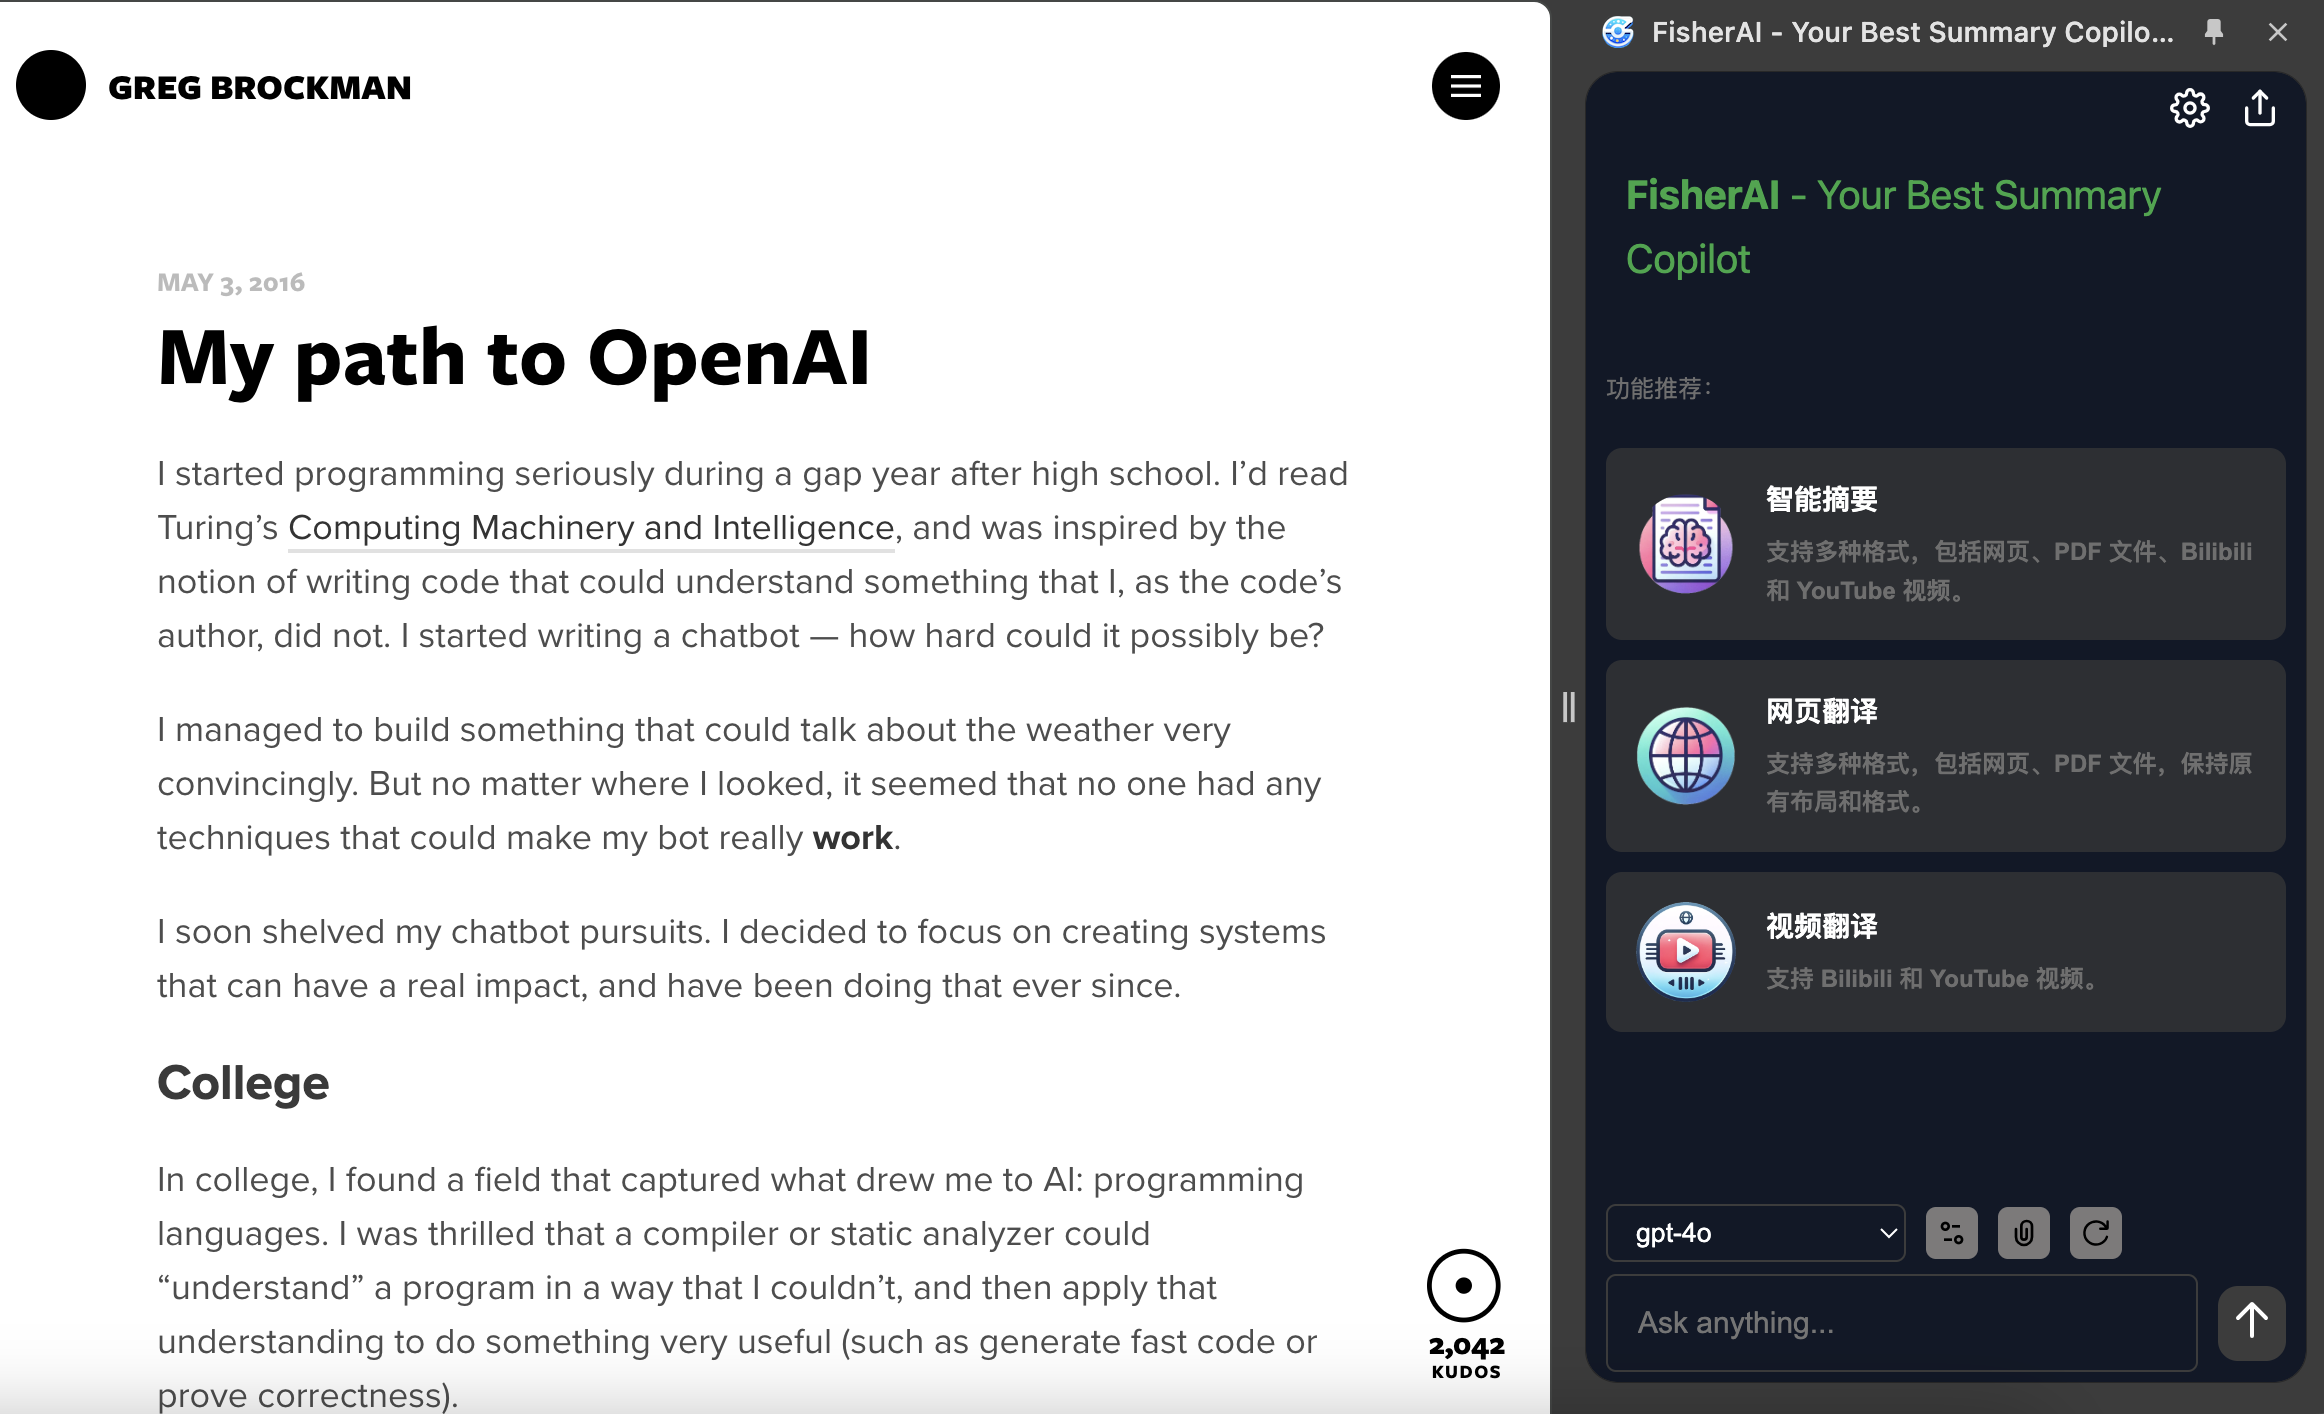 GREG BROCKMAN
MAY 3, 2016
My path to OpenAI
I started programming seriously during a gap year after high school. I’d read
Turing’s Computing Machinery and Intelligence, and was inspired by the
notion of writing code that could understand something that I, as the code’s
author, did not. I started writing a chatbot — how hard could it possibly be?
I managed to build something that could talk about the weather very
convincingly. But no matter where I looked, it seemed that no one had any
techniques that could make my bot really work.
I soon shelved my chatbot pursuits. I decided to focus on creating systems
that can have a real impact, and have been doing that ever since.
College
In college, I found a field that captured what drew me to AI: programming
languages. I was thrilled that a compiler or static analyzer could
“understand” a program in a way that I couldn’t, and then apply that
understanding to do something very useful (such as generate fast code or
prove correctness).
2,042
KUDOS
FisherAI - Your Best Summary Copilo...
FisherAI - Your Best Summary
Copilot
功能推荐：
智能摘要
支持多种格式，包括网页、PDF 文件、Bilibili
和 YouTube 视频。
网页翻译
支持多种格式，包括网页、PDF 文件，保持原
有布局和格式。
视频翻译
支持 Bilibili 和 YouTube 视频。
gpt-4o
Ask anything...